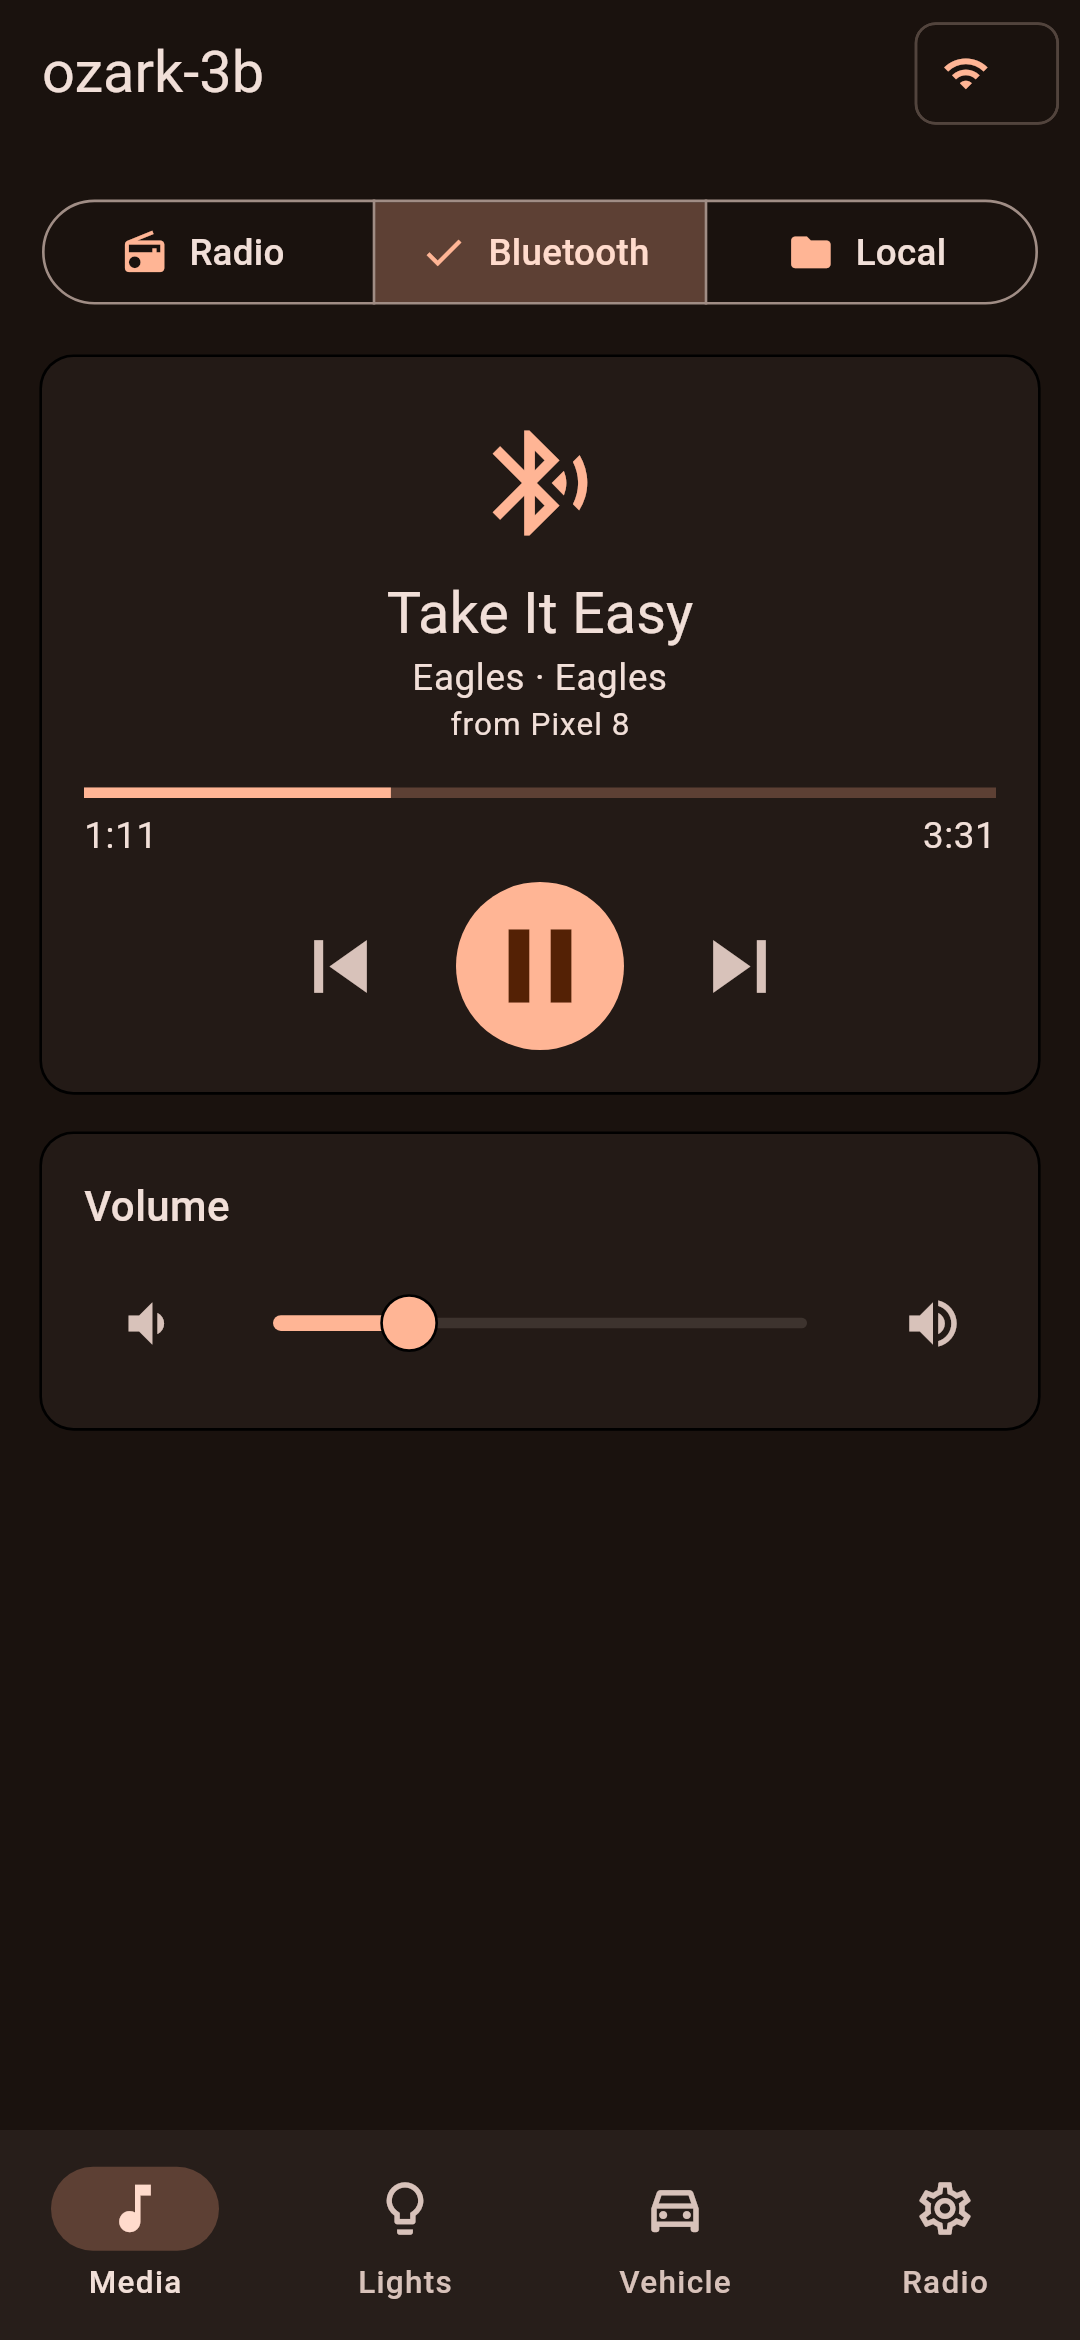 ozark-3b
Radio
Bluetooth
Local
Take It Easy
Eagles · Eagles
from Pixel 8
1:11
3:31
Volume
Media
Lights
Vehicle
Radio